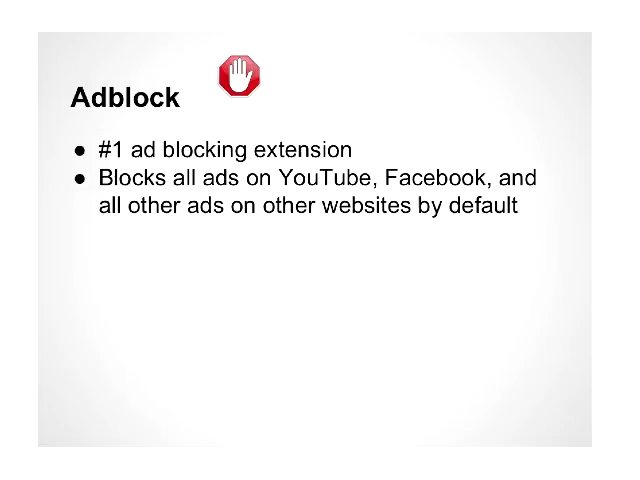 Adblock
● #1 ad blocking extension
● Blocks all ads on YouTube, Facebook, and
all other ads on other websites by default